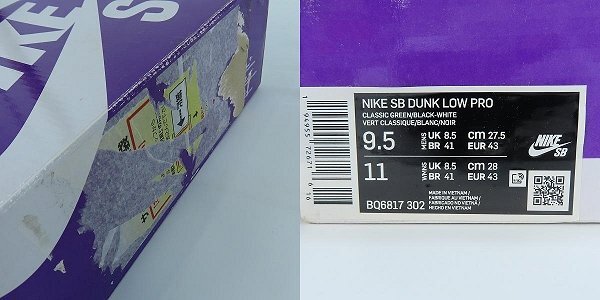 NIKE
NIKE SB DUNK LOW PRO
CLASSIC GREEN/BLACK-WHITE
VERT CLASSIQUE/BLANC/NOIR
9.5 MENS UK 8.5 CM 27.5
BR 41 EUR 43
11 WMNS UK 8.5 CM 28
BR 41 EUR 43
NIKE SB
BQ6817 302
MADE IN VIETNAM /
FABRIQUÉ AU VIETNAM /
FABRICADO NO VIETNÃ /
HECHO EN VIETNAM